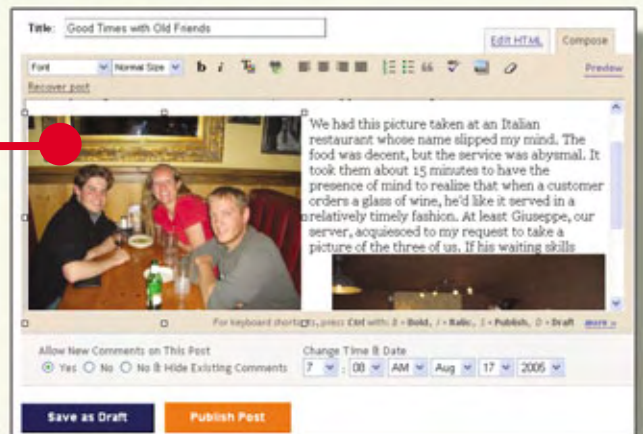 Title: Good Times with Old Friends
Edit HTML Compose
Font Normal Size b i T 66 Preview
Recover post
We had this picture taken at an Italian
restaurant whose name slipped my mind. The
food was decent, but the service was abysmal. It
took them about 15 minutes to have the
presence of mind to realize that when a customer
orders a glass of wine, he'd like it served in a
relatively timely fashion. At least Giuseppe, our
server, acquiesced to my request to take a
picture of the three of us. If his waiting skills
For keyboard shortcuts, press Ctrl with: B = Bold, I = Italic, S = Publish, D = Draft more »
Allow New Comments on This Post Change Time & Date
Yes No No & Hide Existing Comments 7 : 08 AM Aug 17 2005
Save as Draft Publish Post